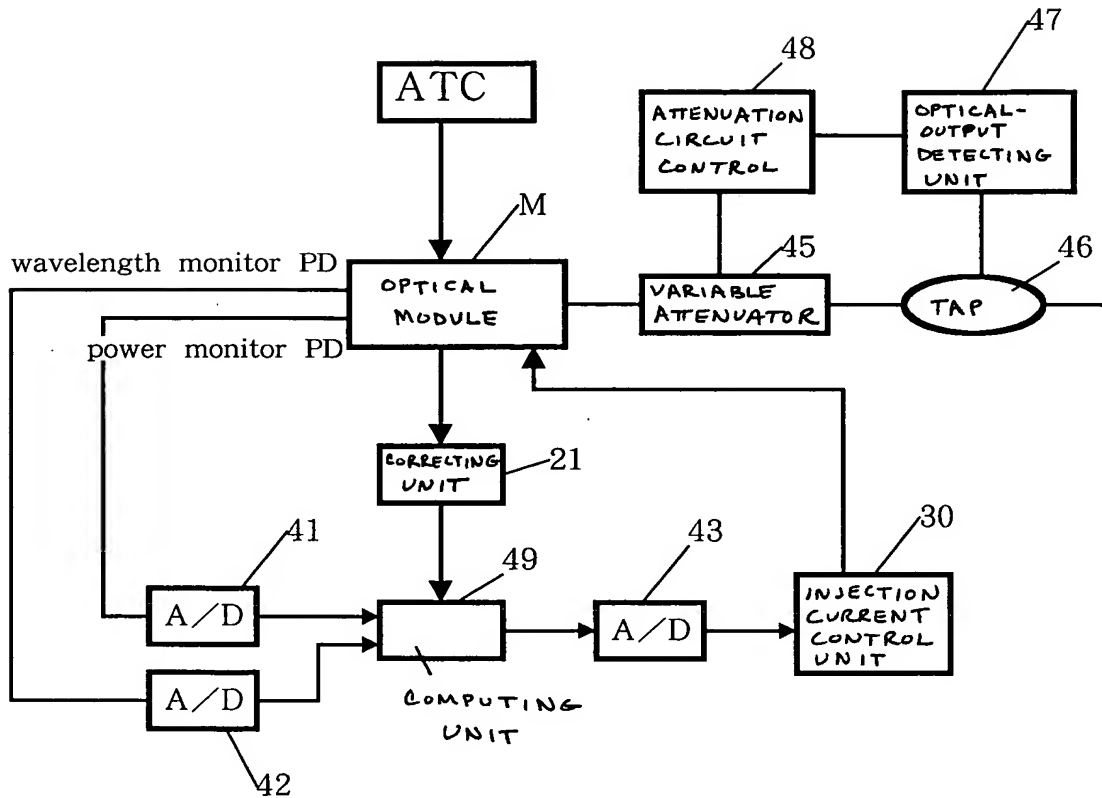 47
48
ATC
ATTENUATION
CIRCUIT
CONTROL
OPTICAL-
OUTPUT
DETECTING
UNIT
M
wavelength monitor PD
45
46
OPTICAL
MODULE
VARIABLE
ATTENUATOR
TAP
power monitor PD
CORRECTING
UNIT
21
41
49
43
30
A/D
A/D
INJECTION
CURRENT
CONTROL
UNIT
A/D
COMPUTING
UNIT
42